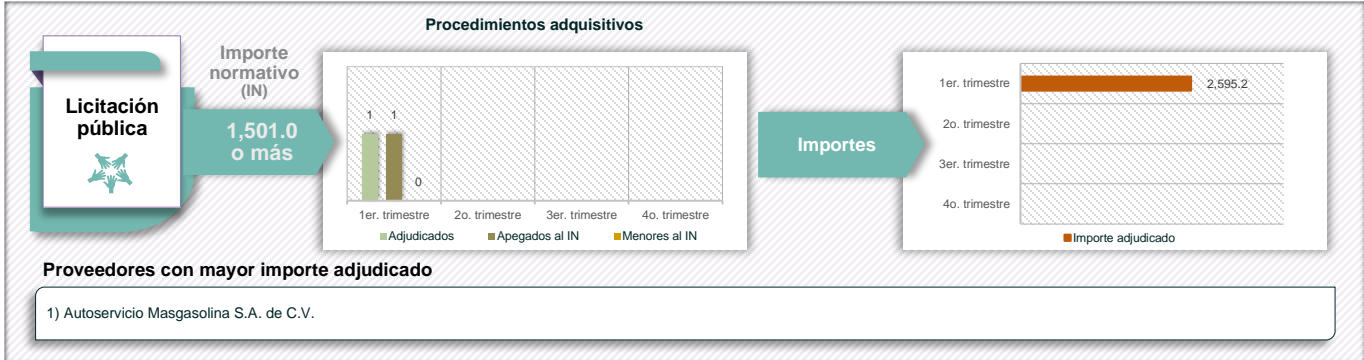 Procedimientos adquisitivos
Licitación
pública
Importe
normativo
(IN)
1,501.0
o más
1
1
0
1er. trimestre
2o. trimestre
3er. trimestre
4o. trimestre
Adjudicados
Apegados al IN
Menores al IN
Importes
1er. trimestre
2,595.2
2o. trimestre
3er. trimestre
4o. trimestre
Importe adjudicado
Proveedores con mayor importe adjudicado
1) Autoservicio Masgasolina S.A. de C.V.